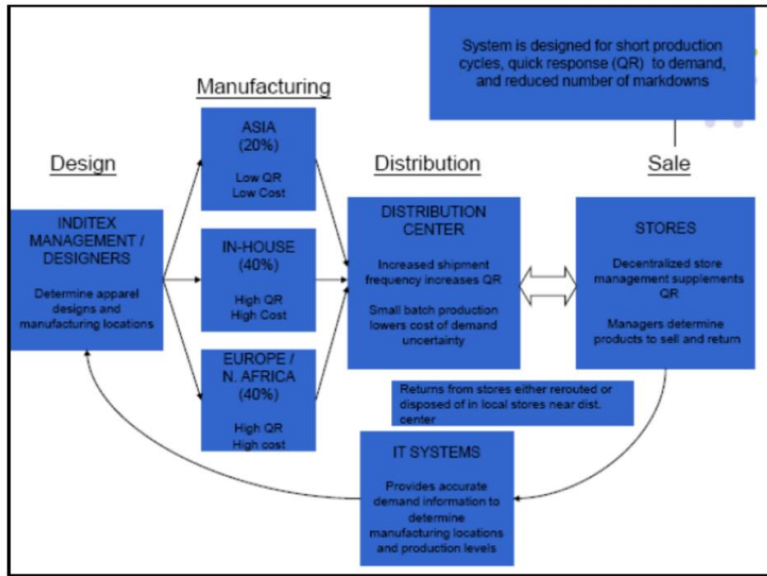 System is designed for short production
cycles, quick response (QR) to demand,
and reduced number of markdowns
Manufacturing
Design
Distribution
Sale
ASIA
(20%)
Low QR
Low Cost
INDITEX
MANAGEMENT /
DESIGNERS
Determine apparel
designs and
manufacturing locations
IN-HOUSE
(40%)
High QR
High Cost
EUROPE /
N. AFRICA
(40%)
High QR
High cost
DISTRIBUTION
CENTER
Increased shipment
frequency increases QR
Small batch production
lowers cost of demand
uncertainty
STORES
Decentralized store
management supplements
QR
Managers determine
products to sell and return
Returns from stores either rerouted or
disposed of in local stores near dist.
center
IT SYSTEMS
Provides accurate
demand information to
determine
manufacturing locations
and production levels